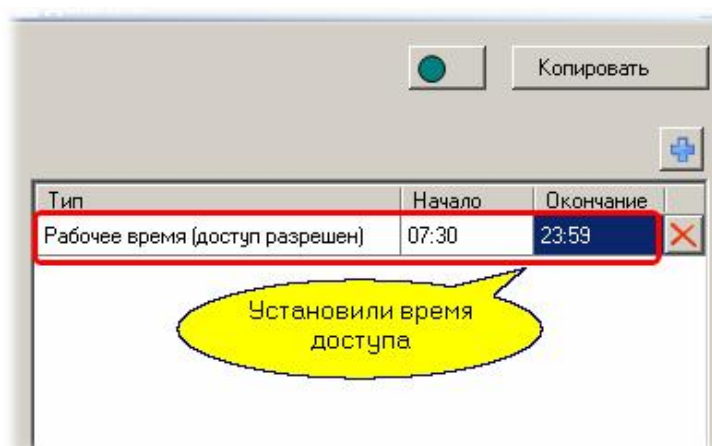 Копировать
Тип Начало Окончание
Рабочее время (доступ разрешен) 07:30 23:59
Установили время
доступа